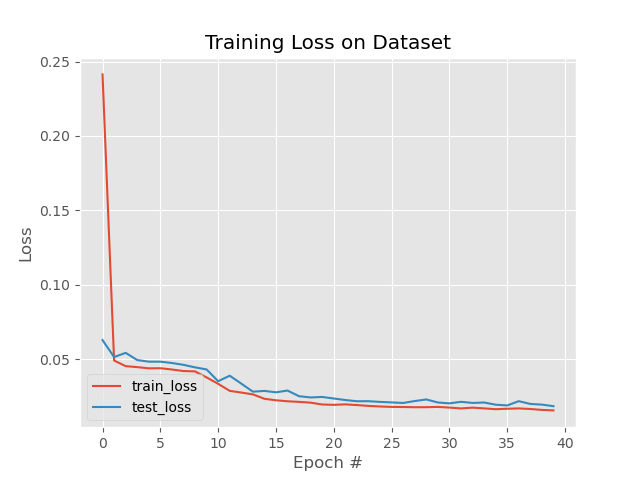 Training Loss on Dataset
0.25
0.20
0.15
0.10
0.05
Loss
train_loss
test_loss
0 5 10 15 20 25 30 35 40
Epoch #